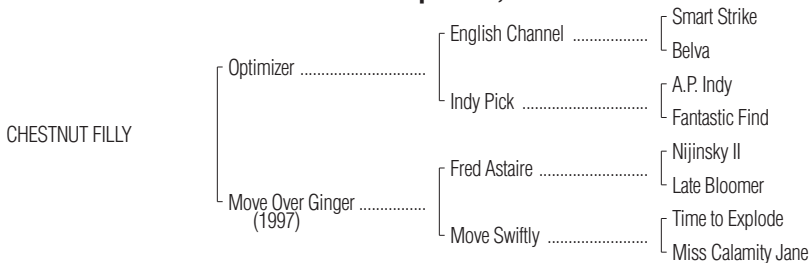 Smart Strike
English Channel ..................
Belva
Optimizer ..............................
A.P. Indy
Indy Pick ..............................
Fantastic Find
CHESTNUT FILLY
Nijinsky II
Fred Astaire ..........................
Late Bloomer
Move Over Ginger ................
(1997)
Time to Explode
Move Swiftly ........................
Miss Calamity Jane